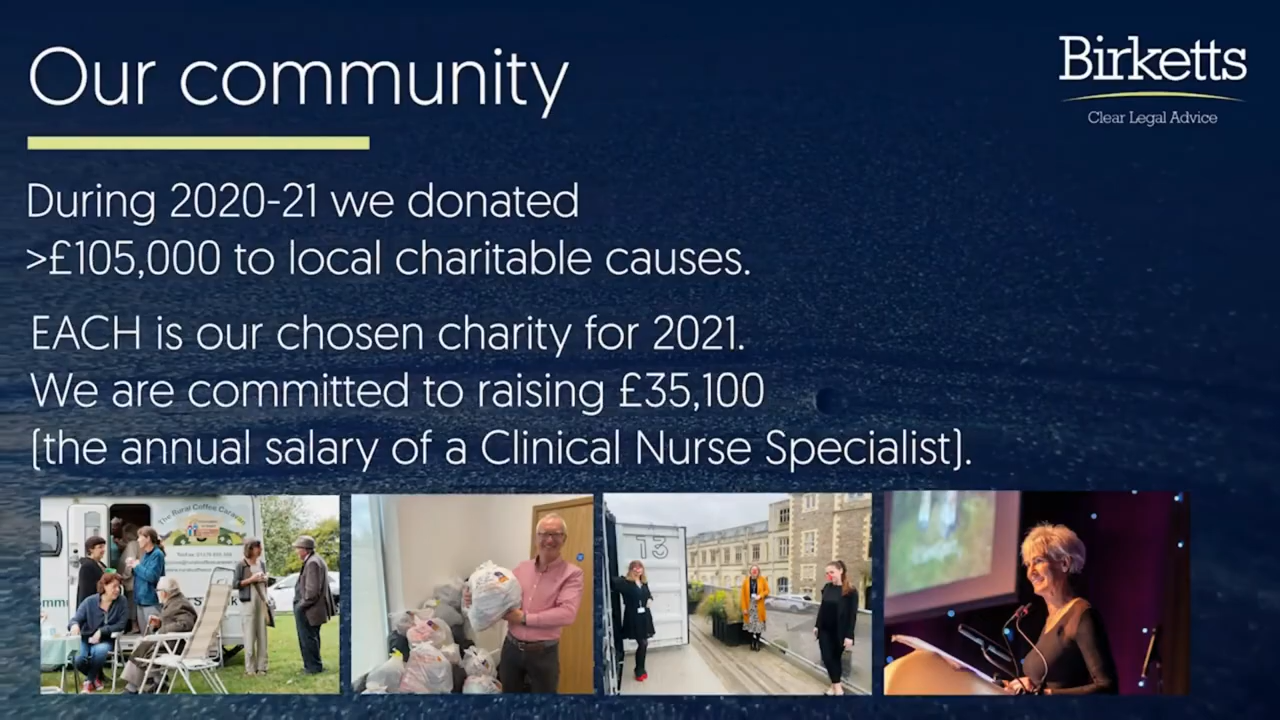 Our community
Birketts
Clear Legal Advice
During 2020-21 we donated
>£105,000 to local charitable causes.
EACH is our chosen charity for 2021.
We are committed to raising £35,100
(the annual salary of a Clinical Nurse Specialist).
The Rural Coffee Caravan
13